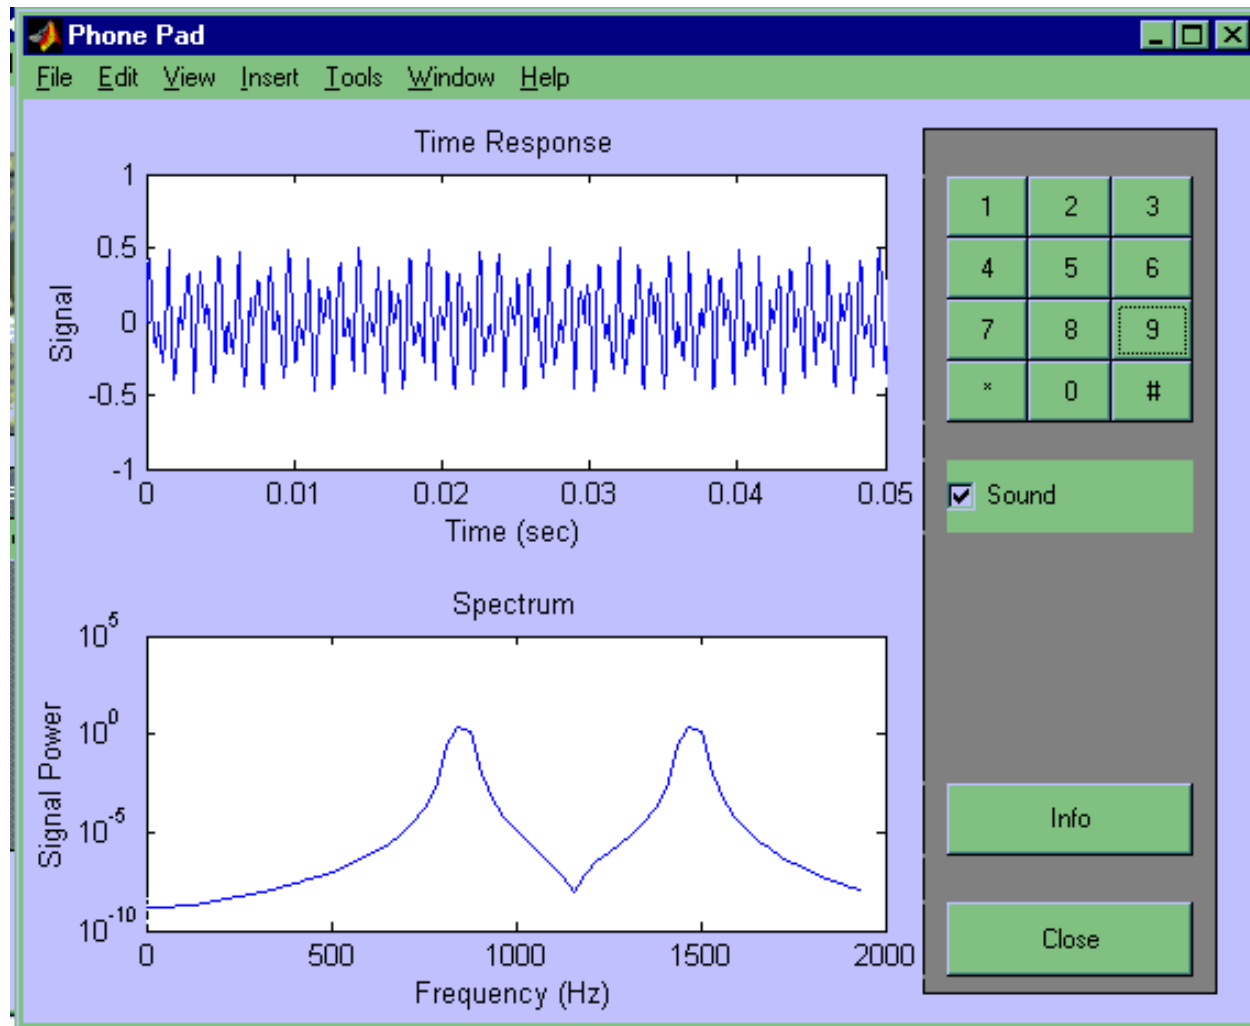 Phone Pad
File Edit View Insert Tools Window Help
Time Response
1
0.5
0
-0.5
-1
Signal
0 0.01 0.02 0.03 0.04 0.05
Time (sec)
Spectrum
10^5
10^0
10^-5
10^-10
Signal Power
0 500 1000 1500 2000
Frequency (Hz)
1 2 3
4 5 6
7 8 9
* 0 #
Sound
Info
Close